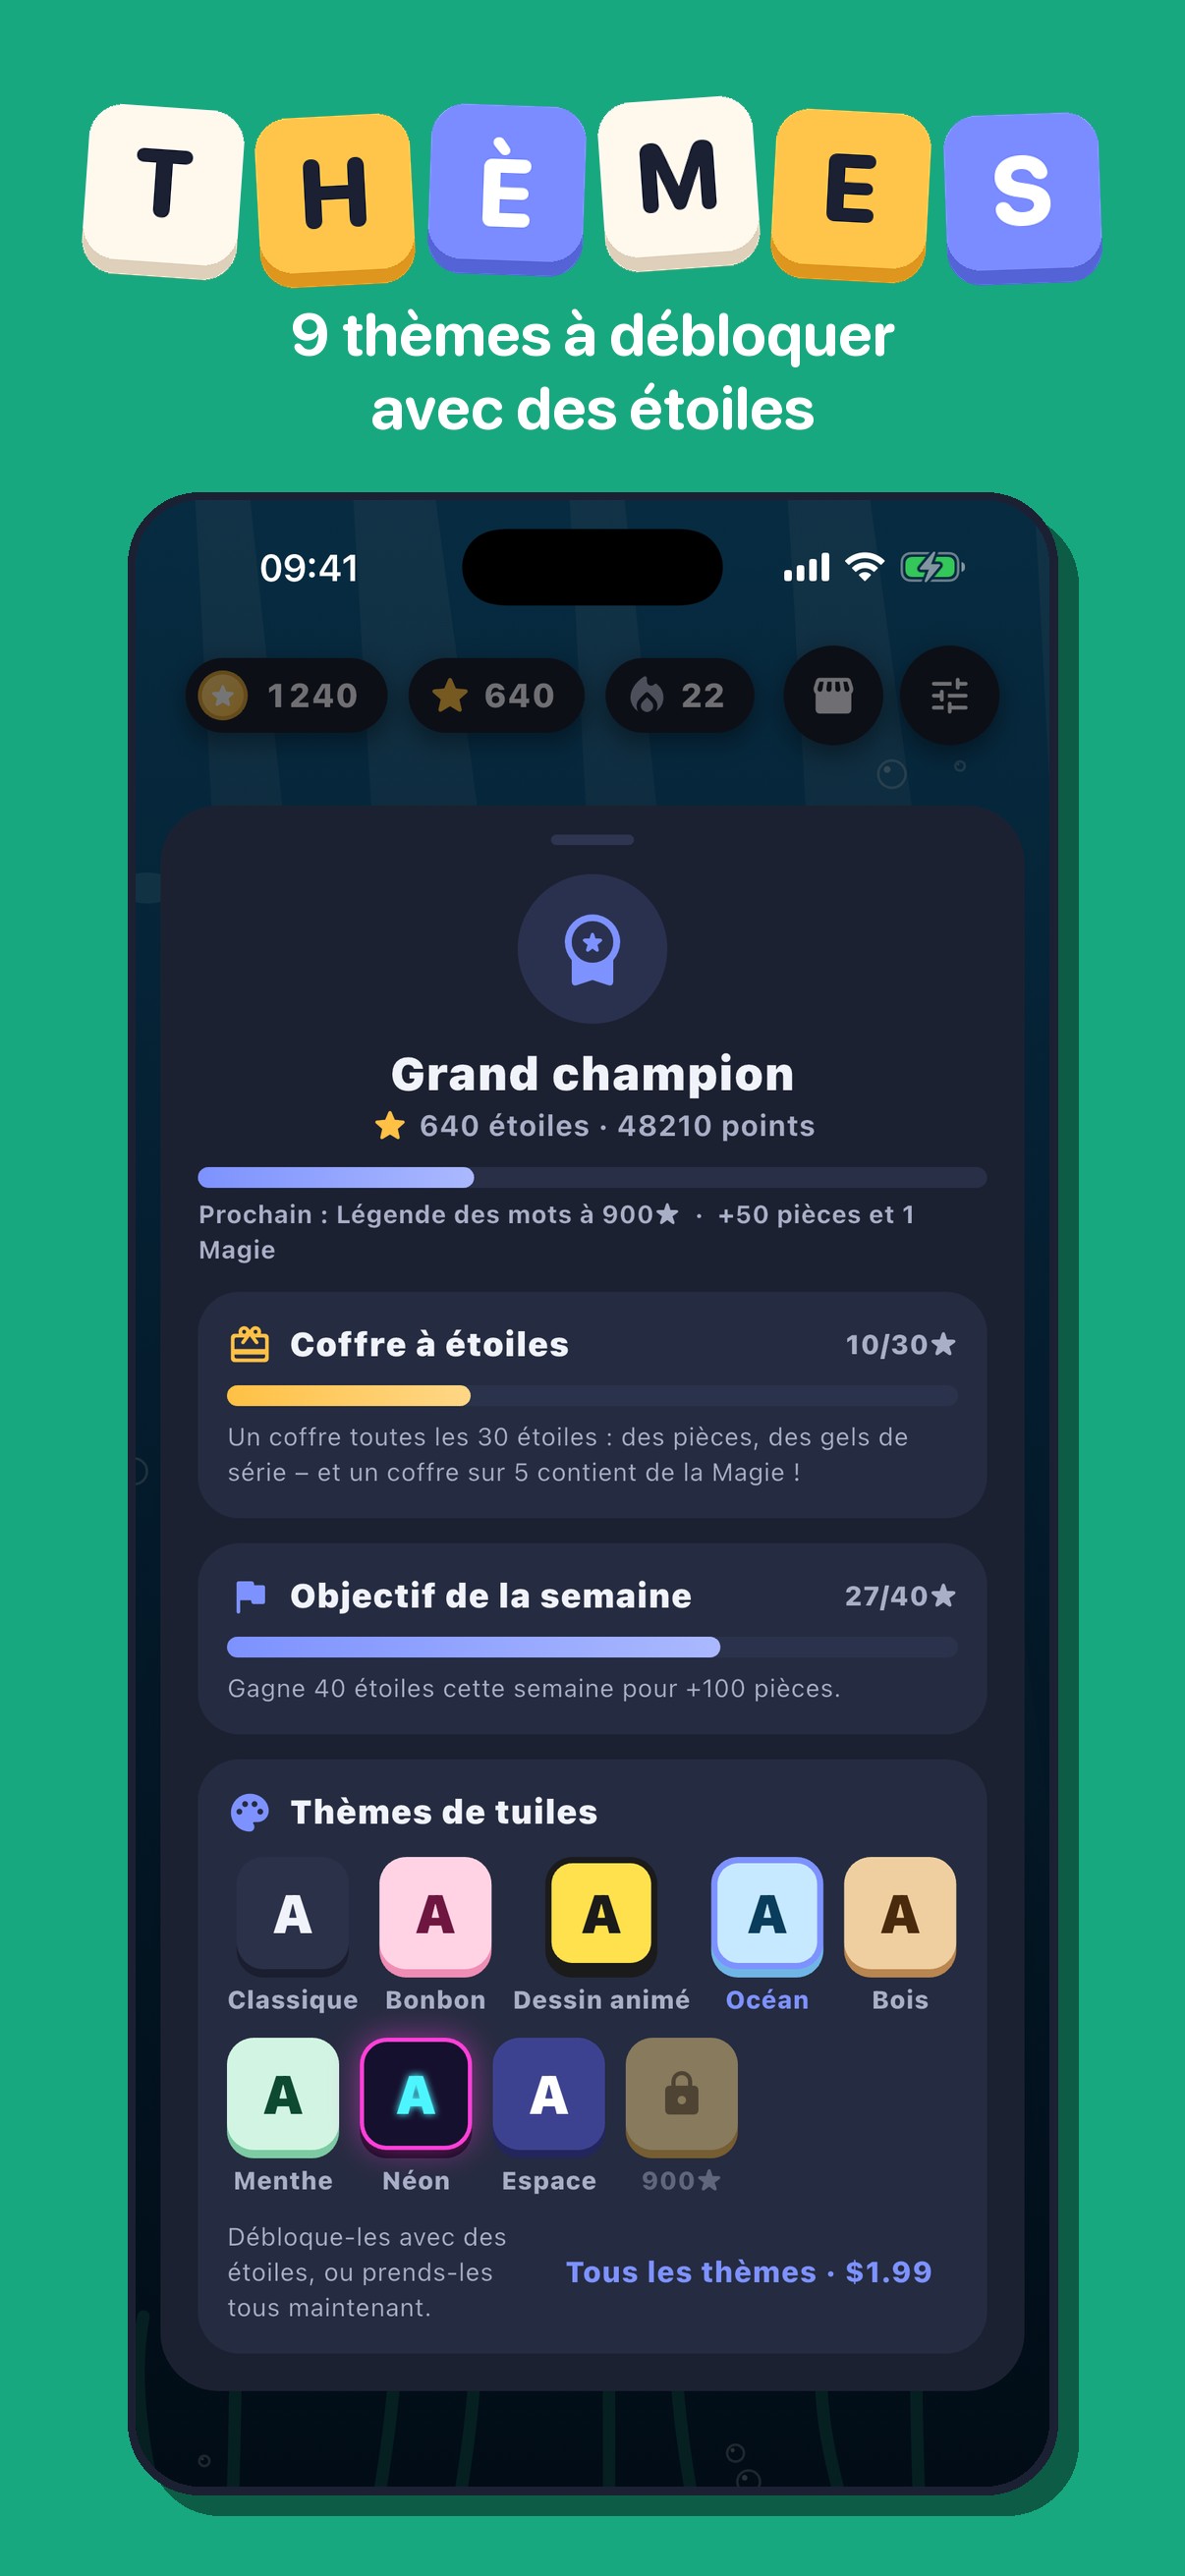 THÈMES
9 thèmes à débloquer
avec des étoiles
09:41
1240 640 22
Grand champion
640 étoiles · 48210 points
Prochain : Légende des mots à 900★ · +50 pièces et 1
Magie
Coffre à étoiles 10/30★
Un coffre toutes les 30 étoiles : des pièces, des gels de
série – et un coffre sur 5 contient de la Magie !
Objectif de la semaine 27/40★
Gagne 40 étoiles cette semaine pour +100 pièces.
Thèmes de tuiles
A A A A A
Classique Bonbon Dessin animé Océan Bois
A A A
Menthe Néon Espace 900★
Débloque-les avec des
étoiles, ou prends-les
tous maintenant.
Tous les thèmes · $1.99